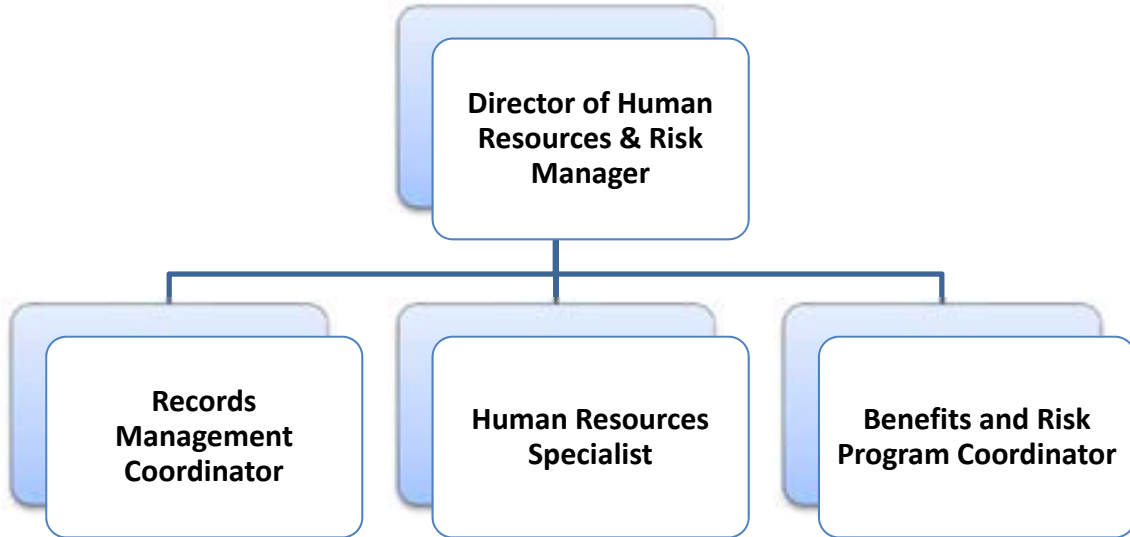 Director of Human
Resources & Risk
Manager
Records
Management
Coordinator
Human Resources
Specialist
Benefits and Risk
Program Coordinator